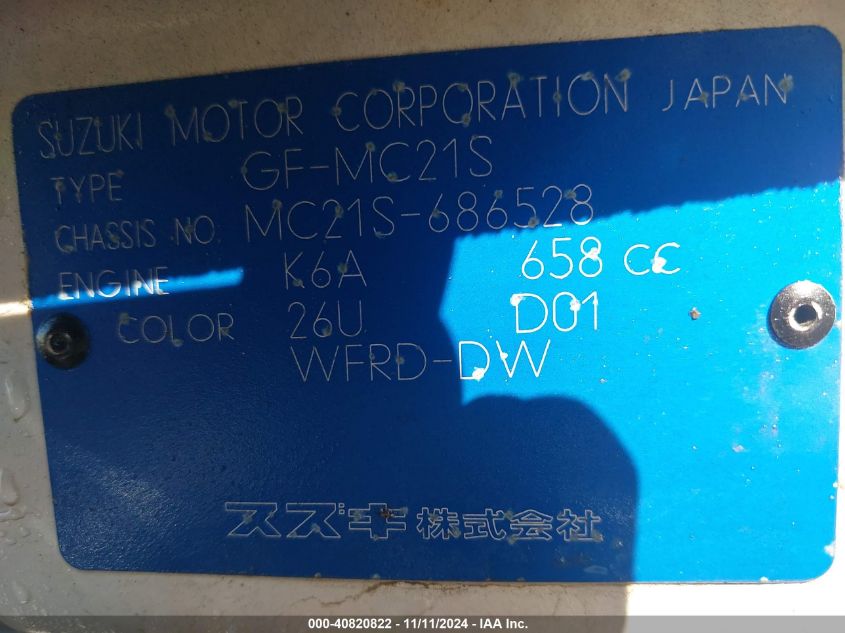 SUZUKI MOTOR CORPORATION JAPAN
TYPE GF-MC21S
CHASSIS NO. MC21S-686528
ENGINE K6A 658 CC
COLOR 26U D01
WFRD-DW
スズキ株式会社
000-40820822 - 11/11/2024 - IAA Inc.